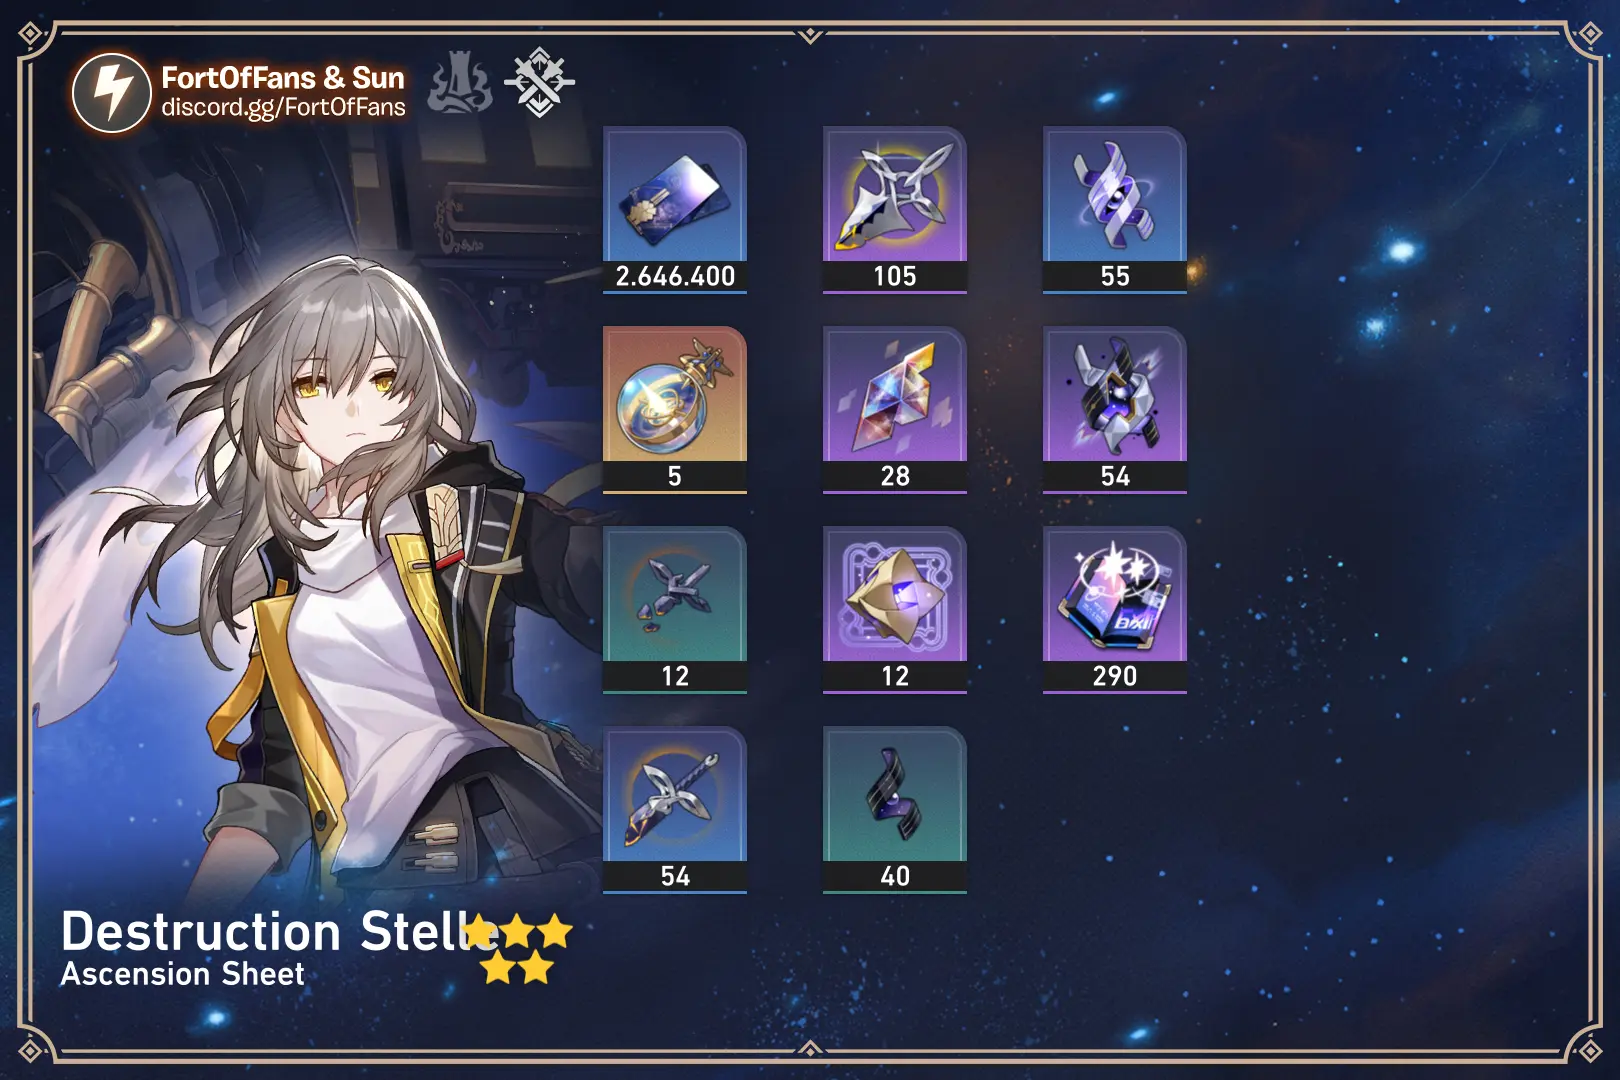 FortOfFans & Sun
discord.gg/FortOfFans
2.646.400
105
55
5
28
54
12
12
290
54
40
Destruction Stelle
Ascension Sheet